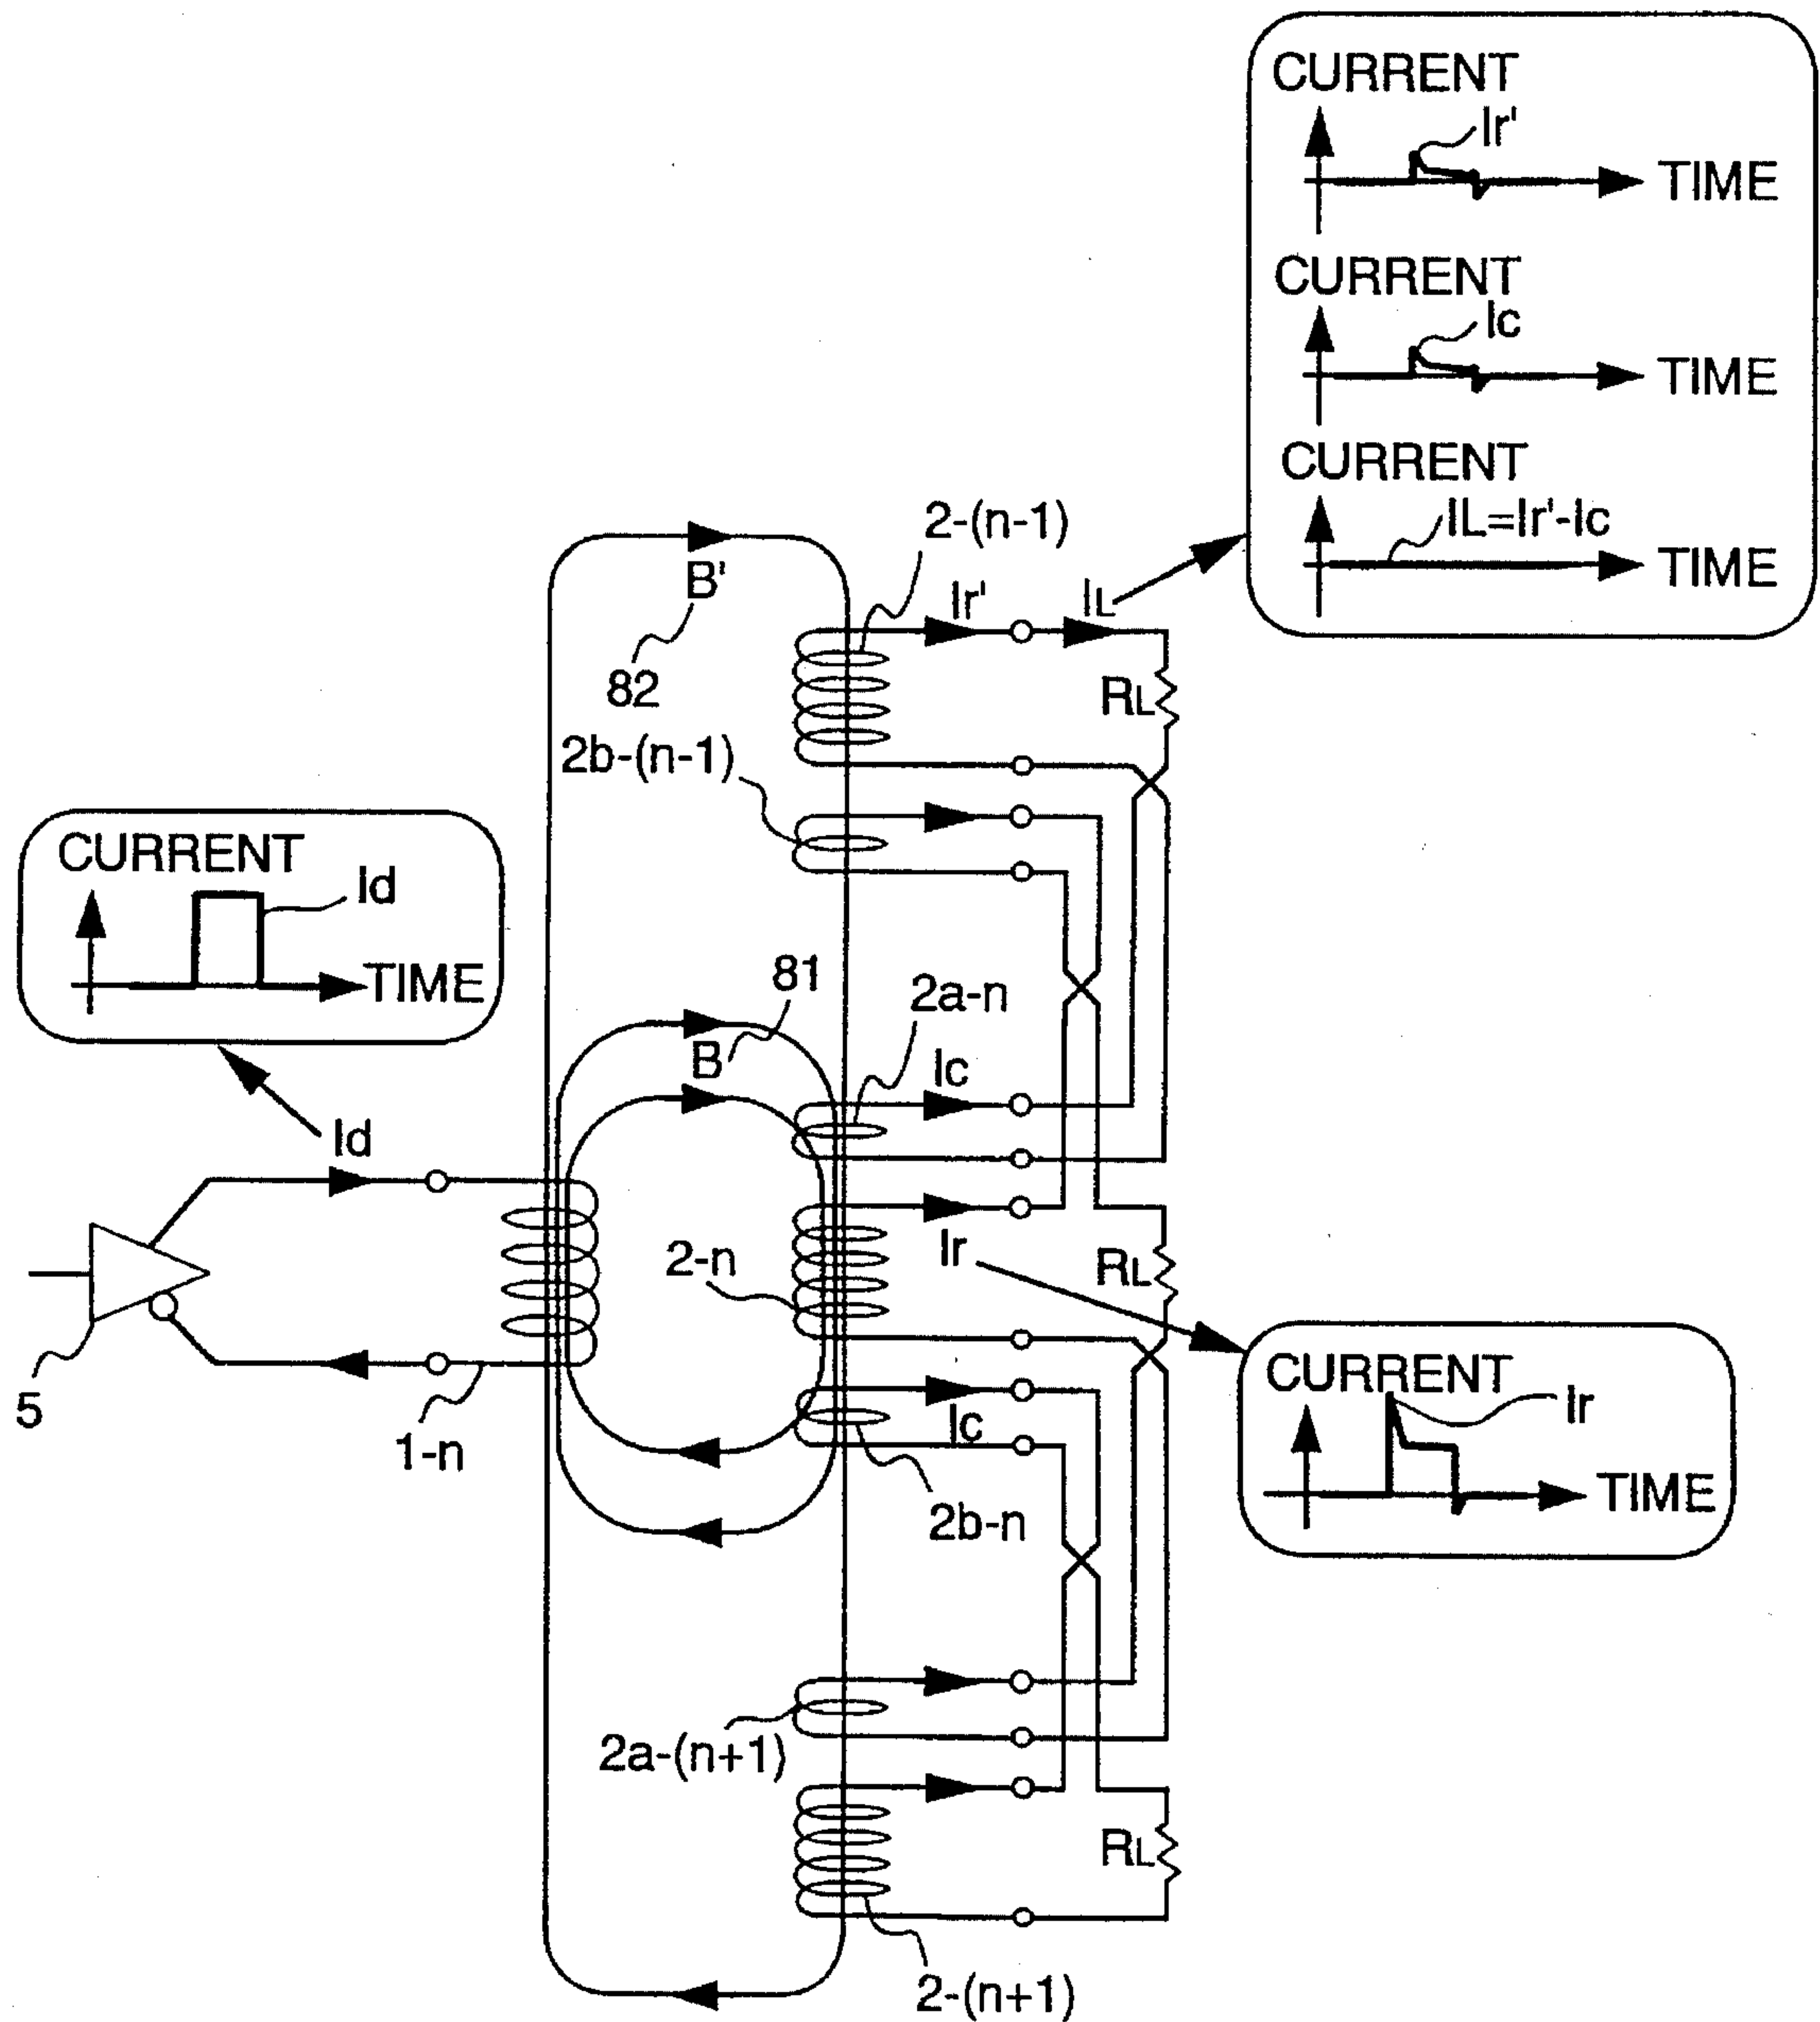 CURRENT
Ir'
TIME
CURRENT
Ic
TIME
CURRENT
IL=Ir'-Ic
TIME
2-(n-1)
B'
Ir'
IL
82
RL
2b-(n-1)
CURRENT
Id
TIME
81
2a-n
B
Ic
Id
Ir
RL
2-n
5
1-n
Ic
CURRENT
Ir
TIME
2b-n
2a-(n+1)
RL
2-(n+1)